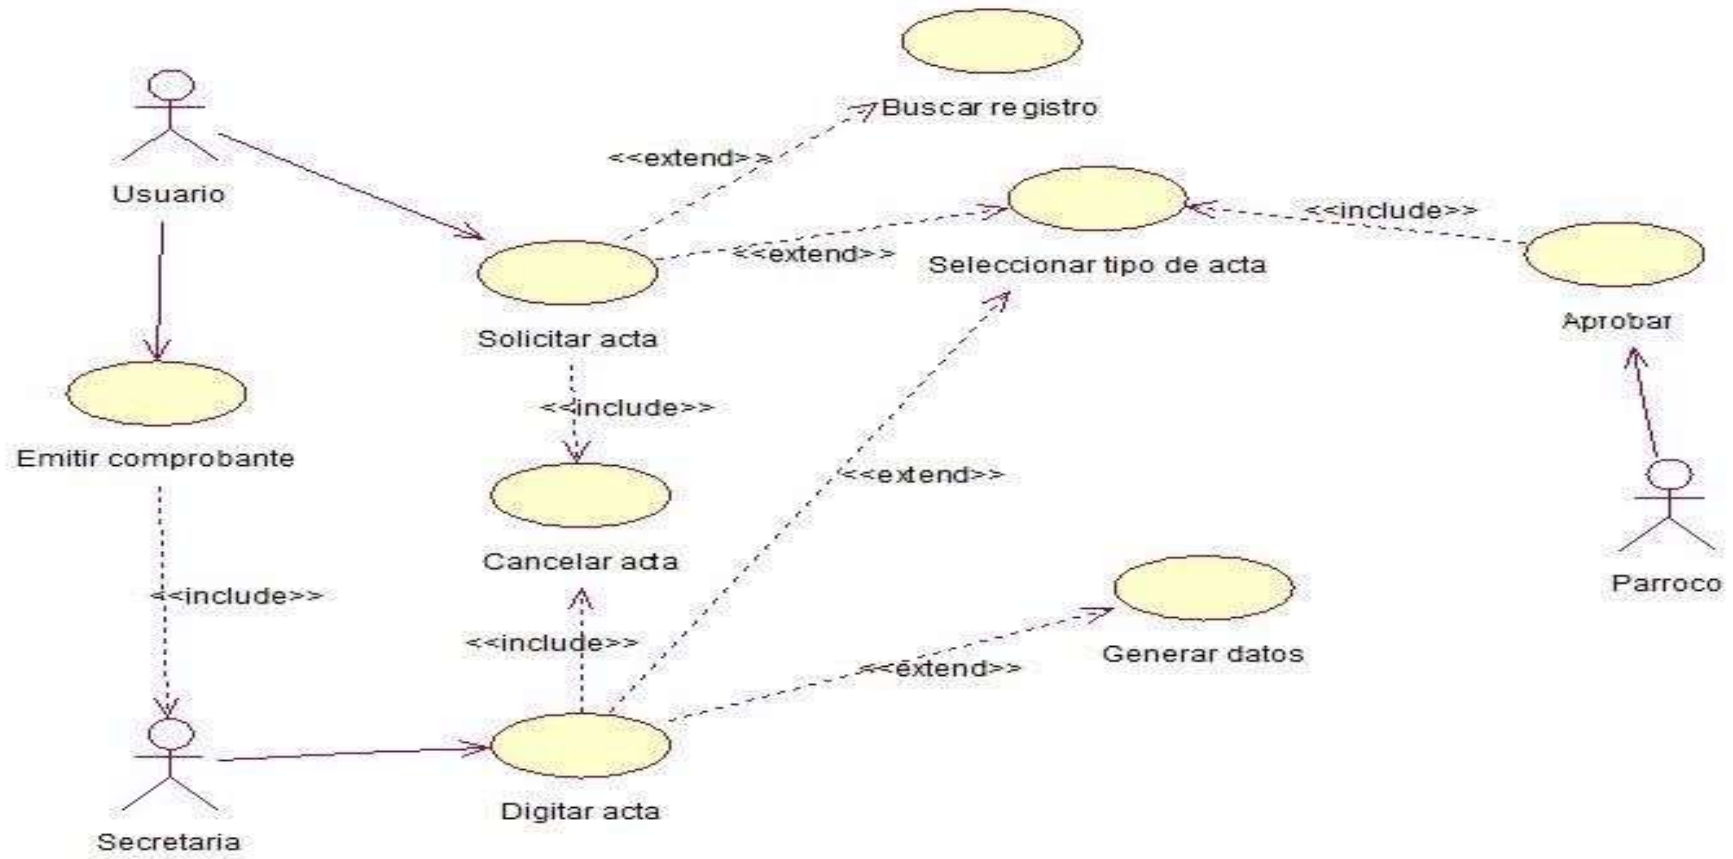 Buscar registro
<<extend>>
Usuario
<<include>>
<<extend>>
Seleccionar tipo de acta
Aprobar
Solicitar acta
<<include>>
Emitir comprobante
<<extend>>
Cancelar acta
Parroco
<<include>>
<<include>>
Generar datos
<<extend>>
Digitar acta
Secretaria